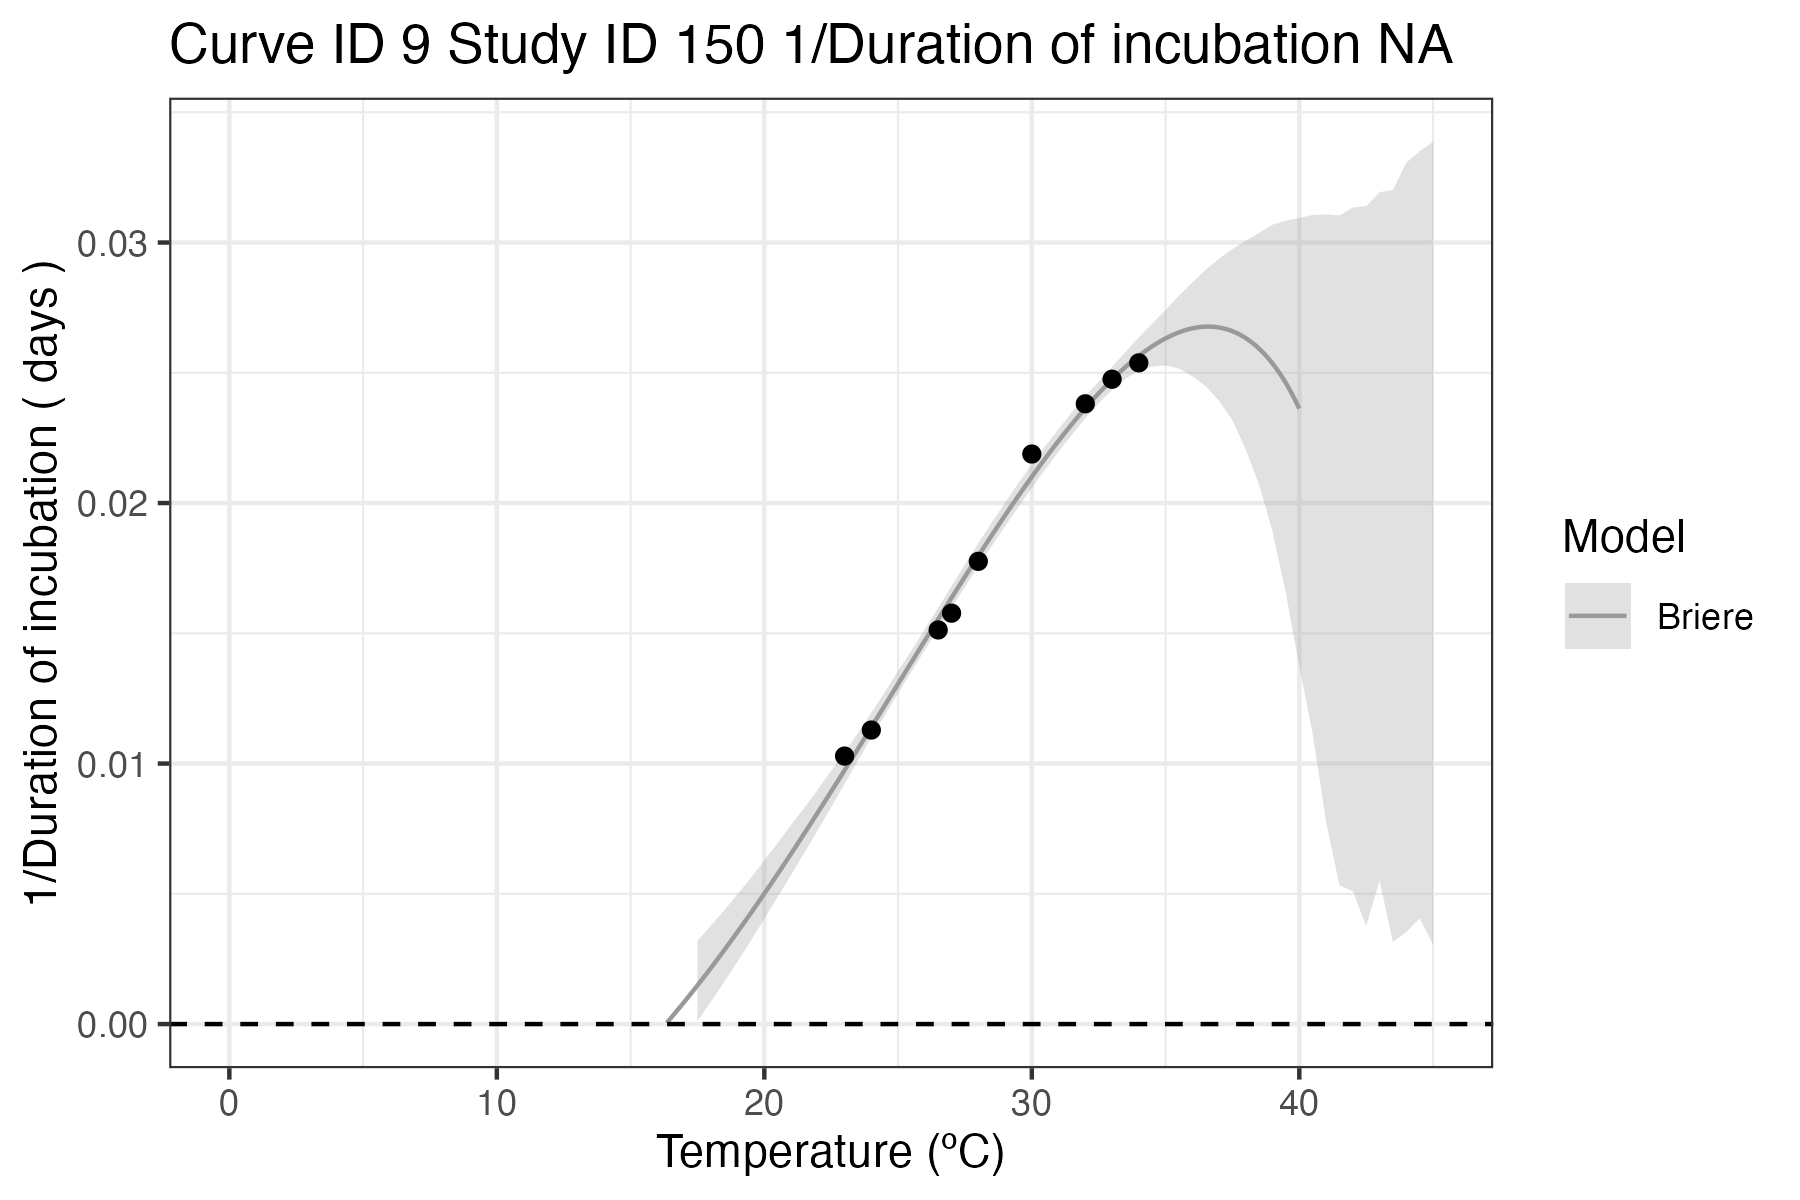 Curve ID 9 Study ID 150 1/Duration of incubation NA
1/Duration of incubation ( days )
0.03
0.02
0.01
0.00
0 10 20 30 40
Temperature (ºC)
Model
Briere